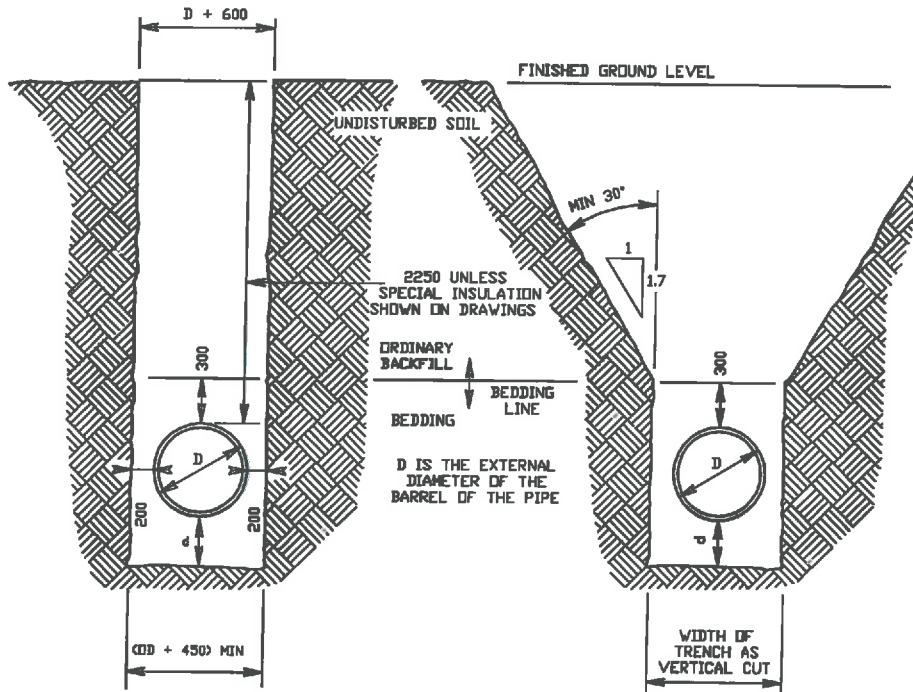 D + 600
FINISHED GROUND LEVEL
UNDISTURBED SOIL
MIN 30°
1
1.7
2250 UNLESS
SPECIAL INSULATION
SHOWN ON DRAWINGS
300
ORDINARY
BACKFILL
300
BEDDING
LINE
BEDDING
D
D
D IS THE EXTERNAL
DIAMETER OF THE
BARREL OF THE PIPE
200
200
d
d
(OD + 450) MIN
WIDTH OF
TRENCH AS
VERTICAL CUT